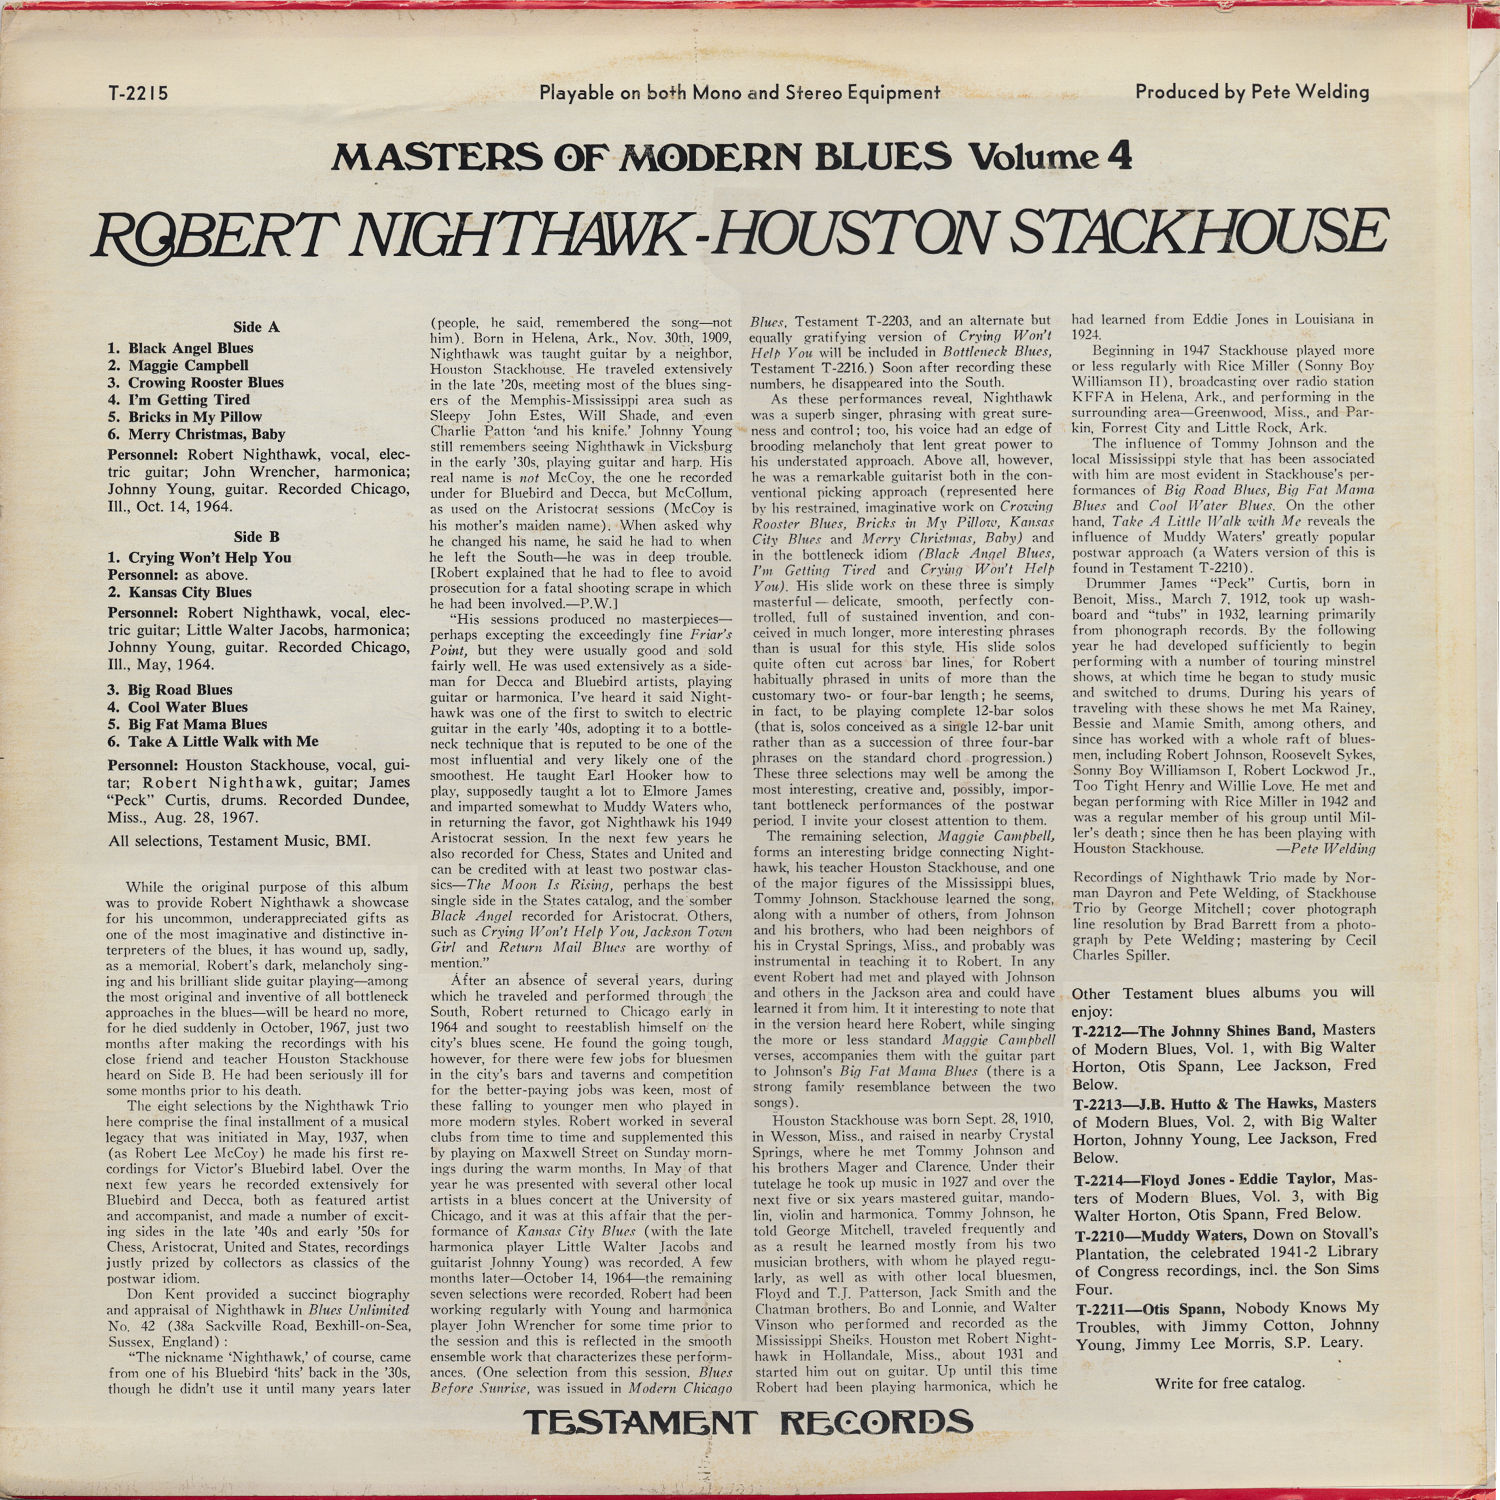 T-2215
Playable on both Mono and Stereo Equipment
Produced by Pete Welding
MASTERS OF MODERN BLUES Volume 4
ROBERT NIGHTHAWK-HOUSTON STACKHOUSE
Side A
1. Black Angel Blues
2. Maggie Campbell
3. Crowing Rooster Blues
4. I'm Getting Tired
5. Bricks in My Pillow
6. Merry Christmas, Baby
Personnel: Robert Nighthawk, vocal, elec-
tric guitar; John Wrencher, harmonica;
Johnny Young, guitar. Recorded Chicago,
Ill., Oct. 14, 1964.
Side B
1. Crying Won't Help You
Personnel: as above.
2. Kansas City Blues
Personnel: Robert Nighthawk, vocal, elec-
tric guitar; Little Walter Jacobs, harmonica;
Johnny Young, guitar. Recorded Chicago,
Ill., May, 1964.
3. Big Road Blues
4. Cool Water Blues
5. Big Fat Mama Blues
6. Take A Little Walk with Me
Personnel: Houston Stackhouse, vocal, gui-
tar; Robert Nighthawk, guitar; James
"Peck" Curtis, drums. Recorded Dundee,
Miss., Aug. 28, 1967.
All selections, Testament Music, BMI.
While the original purpose of this album
was to provide Robert Nighthawk a showcase
for his uncommon, underappreciated gifts as
one of the most imaginative and distinctive in-
terpreters of the blues, it has wound up, sadly,
as a memorial. Robert's dark, melancholy sing-
ing and his brilliant slide guitar playing—among
the most original and inventive of all bottleneck
approaches in the blues—will be heard no more,
for he died suddenly in October, 1967, just two
months after making the recordings with his
close friend and teacher Houston Stackhouse
heard on Side B. He had been seriously ill for
some months prior to his death.
The eight selections by the Nighthawk Trio
here comprise the final installment of a musical
legacy that was initiated in May, 1937, when
(as Robert Lee McCoy) he made his first re-
cordings for Victor's Bluebird label. Over the
next few years he recorded extensively for
Bluebird and Decca, both as featured artist
and accompanist, and made a number of excit-
ing sides in the late '40s and early '50s for
Chess, Aristocrat, United and States, recordings
justly prized by collectors as classics of the
postwar idiom.
Don Kent provided a succinct biography
and appraisal of Nighthawk in Blues Unlimited
No. 42 (38a Sackville Road, Bexhill-on-Sea,
Sussex, England) :
"The nickname 'Nighthawk,' of course, came
from one of his Bluebird 'hits' back in the '30s,
though he didn't use it until many years later
(people, he said, remembered the song—not
him). Born in Helena, Ark., Nov. 30th, 1909,
Nighthawk was taught guitar by a neighbor,
Houston Stackhouse. He traveled extensively
in the late '20s, meeting most of the blues sing-
ers of the Memphis-Mississippi area such as
Sleepy John Estes, Will Shade, and even
Charlie Patton 'and his knife.' Johnny Young
still remembers seeing Nighthawk in Vicksburg
in the early '30s, playing guitar and harp. His
real name is not McCoy, the one he recorded
under for Bluebird and Decca, but McCollum,
as used on the Aristocrat sessions (McCoy is
his mother's maiden name). When asked why
he changed his name, he said he had to when
he left the South—he was in deep trouble.
[Robert explained that he had to flee to avoid
prosecution for a fatal shooting scrape in which
he had been involved.—P.W.]
"His sessions produced no masterpieces—
perhaps excepting the exceedingly fine Friar's
Point, but they were usually good and sold
fairly well. He was used extensively as a side-
man for Decca and Bluebird artists, playing
guitar or harmonica. I've heard it said Night-
hawk was one of the first to switch to electric
guitar in the early '40s, adopting it to a bottle-
neck technique that is reputed to be one of the
most influential and very likely one of the
smoothest. He taught Earl Hooker how to
play, supposedly taught a lot to Elmore James
and imparted somewhat to Muddy Waters who,
in returning the favor, got Nighthawk his 1949
Aristocrat session. In the next few years he
also recorded for Chess, States and United and
can be credited with at least two postwar clas-
sics—The Moon Is Rising, perhaps the best
single side in the States catalog, and the somber
Black Angel recorded for Aristocrat. Others,
such as Crying Won't Help You, Jackson Town
Girl and Return Mail Blues are worthy of
mention."
After an absence of several years, during
which he traveled and performed through the
South, Robert returned to Chicago early in
1964 and sought to reestablish himself on the
city's blues scene. He found the going tough,
however, for there were few jobs for bluesmen
in the city's bars and taverns and competition
for the better-paying jobs was keen, most of
these falling to younger men who played in
more modern styles. Robert worked in several
clubs from time to time and supplemented this
by playing on Maxwell Street on Sunday morn-
ings during the warm months. In May of that
year he was presented with several other local
artists in a blues concert at the University of
Chicago, and it was at this affair that the per-
formance of Kansas City Blues (with the late
harmonica player Little Walter Jacobs and
guitarist Johnny Young) was recorded. A few
months later—October 14, 1964—the remaining
seven selections were recorded. Robert had been
working regularly with Young and harmonica
player John Wrencher for some time prior to
the session and this is reflected in the smooth
ensemble work that characterizes these perform-
ances. (One selection from this session, Blues
Before Sunrise, was issued in Modern Chicago
Blues, Testament T-2203, and an alternate but
equally gratifying version of Crying Won't
Help You will be included in Bottleneck Blues,
Testament T-2216.) Soon after recording these
numbers, he disappeared into the South.
As these performances reveal, Nighthawk
was a superb singer, phrasing with great sure-
ness and control; too, his voice had an edge of
brooding melancholy that lent great power to
his understated approach. Above all, however,
he was a remarkable guitarist both in the con-
ventional picking approach (represented here
by his restrained, imaginative work on Crowing
Rooster Blues, Bricks in My Pillow, Kansas
City Blues and Merry Christmas, Baby) and
in the bottleneck idiom (Black Angel Blues,
I'm Getting Tired and Crying Won't Help
You). His slide work on these three is simply
masterful — delicate, smooth, perfectly con-
trolled, full of sustained invention, and con-
ceived in much longer, more interesting phrases
than is usual for this style. His slide solos
quite often cut across bar lines, for Robert
habitually phrased in units of more than the
customary two- or four-bar length; he seems,
in fact, to be playing complete 12-bar solos
(that is, solos conceived as a single 12-bar unit
rather than as a succession of three four-bar
phrases on the standard chord progression.)
These three selections may well be among the
most interesting, creative and, possibly, impor-
tant bottleneck performances of the postwar
period. I invite your closest attention to them.
The remaining selection, Maggie Campbell,
forms an interesting bridge connecting Night-
hawk, his teacher Houston Stackhouse, and one
of the major figures of the Mississippi blues,
Tommy Johnson. Stackhouse learned the song,
along with a number of others, from Johnson
and his brothers, who had been neighbors of
his in Crystal Springs, Miss., and probably was
instrumental in teaching it to Robert. In any
event Robert had met and played with Johnson
and others in the Jackson area and could have
learned it from him. It it interesting to note that
in the version heard here Robert, while singing
the more or less standard Maggie Campbell
verses, accompanies them with the guitar part
to Johnson's Big Fat Mama Blues (there is a
strong family resemblance between the two
songs).
Houston Stackhouse was born Sept. 28, 1910,
in Wesson, Miss., and raised in nearby Crystal
Springs, where he met Tommy Johnson and
his brothers Mager and Clarence. Under their
tutelage he took up music in 1927 and over the
next five or six years mastered guitar, mando-
lin, violin and harmonica. Tommy Johnson, he
told George Mitchell, traveled frequently and
as a result he learned mostly from his two
musician brothers, with whom he played regu-
larly, as well as with other local bluesmen,
Floyd and T.J. Patterson, Jack Smith and the
Chatman brothers. Bo and Lonnie, and Walter
Vinson who performed and recorded as the
Mississippi Sheiks. Houston met Robert Night-
hawk in Hollandale, Miss., about 1931 and
started him out on guitar. Up until this time
Robert had been playing harmonica, which he
had learned from Eddie Jones in Louisiana in
1924.
Beginning in 1947 Stackhouse played more
or less regularly with Rice Miller (Sonny Boy
Williamson II), broadcasting over radio station
KFFA in Helena, Ark., and performing in the
surrounding area—Greenwood, Miss., and Par-
kin, Forrest City and Little Rock, Ark.
The influence of Tommy Johnson and the
local Mississippi style that has been associated
with him are most evident in Stackhouse's per-
formances of Big Road Blues, Big Fat Mama
Blues and Cool Water Blues. On the other
hand, Take A Little Walk with Me reveals the
influence of Muddy Waters' greatly popular
postwar approach (a Waters version of this is
found in Testament T-2210).
Drummer James "Peck" Curtis, born in
Benoit, Miss., March 7, 1912, took up wash-
board and "tubs" in 1932, learning primarily
from phonograph records. By the following
year he had developed sufficiently to begin
performing with a number of touring minstrel
shows, at which time he began to study music
and switched to drums. During his years of
traveling with these shows he met Ma Rainey,
Bessie and Mamie Smith, among others, and
since has worked with a whole raft of blues-
men, including Robert Johnson, Roosevelt Sykes,
Sonny Boy Williamson I, Robert Lockwod Jr.,
Too Tight Henry and Willie Love. He met and
began performing with Rice Miller in 1942 and
was a regular member of his group until Mil-
ler's death; since then he has been playing with
Houston Stackhouse. —Pete Welding
Recordings of Nighthawk Trio made by Nor-
man Dayron and Pete Welding, of Stackhouse
Trio by George Mitchell; cover photograph
line resolution by Brad Barrett from a photo-
graph by Pete Welding; mastering by Cecil
Charles Spiller.
Other Testament blues albums you will
enjoy:
T-2212—The Johnny Shines Band, Masters
of Modern Blues, Vol. 1, with Big Walter
Horton, Otis Spann, Lee Jackson, Fred
Below.
T-2213—J.B. Hutto & The Hawks, Masters
of Modern Blues, Vol. 2, with Big Walter
Horton, Johnny Young, Lee Jackson, Fred
Below.
T-2214—Floyd Jones - Eddie Taylor, Mas-
ters of Modern Blues, Vol. 3, with Big
Walter Horton, Otis Spann, Fred Below.
T-2210—Muddy Waters, Down on Stovall's
Plantation, the celebrated 1941-2 Library
of Congress recordings, incl. the Son Sims
Four.
T-2211—Otis Spann, Nobody Knows My
Troubles, with Jimmy Cotton, Johnny
Young, Jimmy Lee Morris, S.P. Leary.
Write for free catalog.
TESTAMENT RECORDS